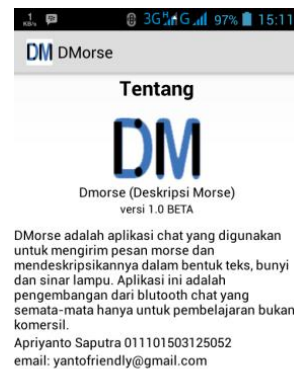 1 KB/s 3G H G 97% 15:11
DM DMorse
Tentang
DM
Dmorse (Deskripsi Morse)
versi 1.0 BETA
DMorse adalah aplikasi chat yang digunakan
untuk mengirim pesan morse dan
mendeskripsikannya dalam bentuk teks, bunyi
dan sinar lampu. Aplikasi ini adalah
pengembangan dari blutooth chat yang
semata-mata hanya untuk pembelajaran bukan
komersil.
Apriyanto Saputra 011101503125052
email: yantofriendly@gmail.com